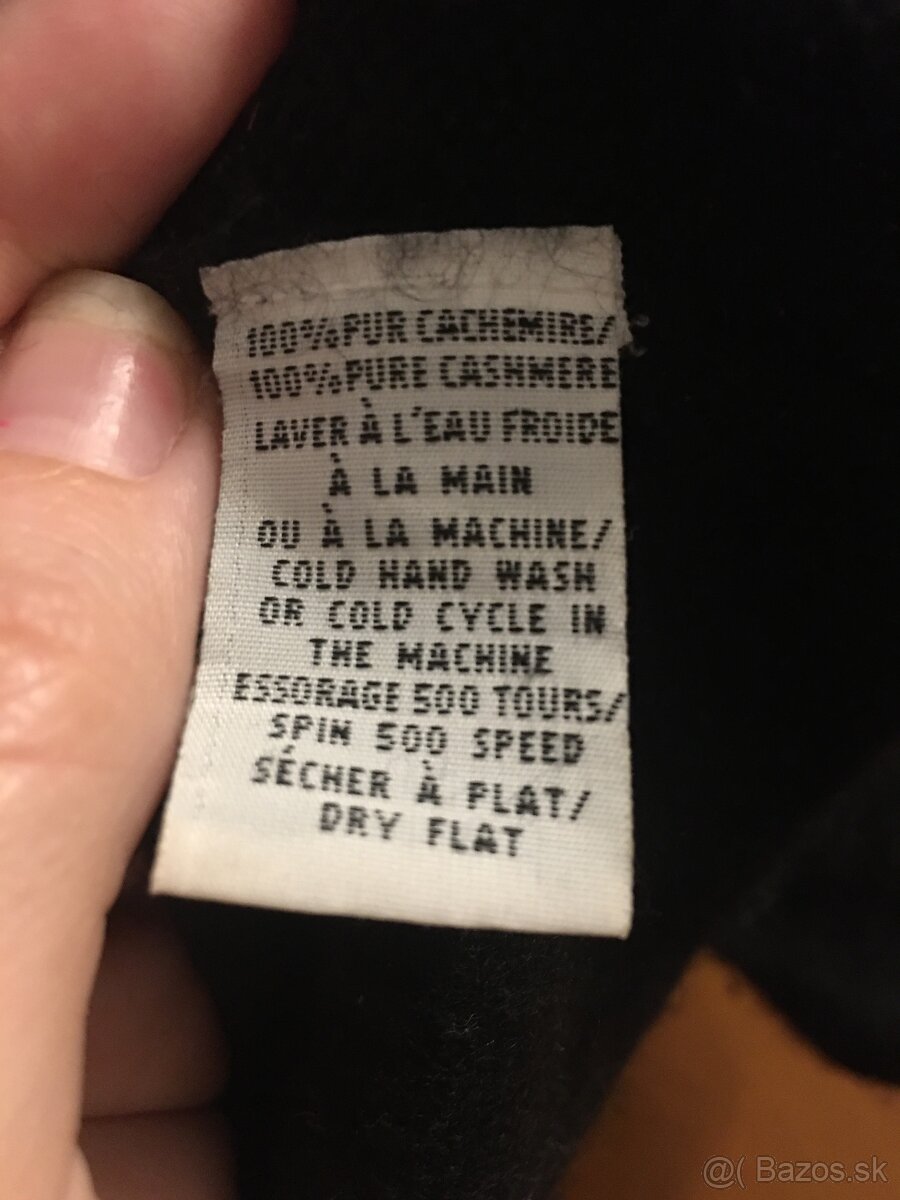 100% PUR CACHEMIRE/
100% PURE CASHMERE
LAVER À L'EAU FROIDE
À LA MAIN
OU À LA MACHINE/
COLD HAND WASH
OR COLD CYCLE IN
THE MACHINE
ESSORAGE 500 TOURS/
SPIN 500 SPEED
SÉCHER À PLAT/
DRY FLAT
@( Bazos.sk